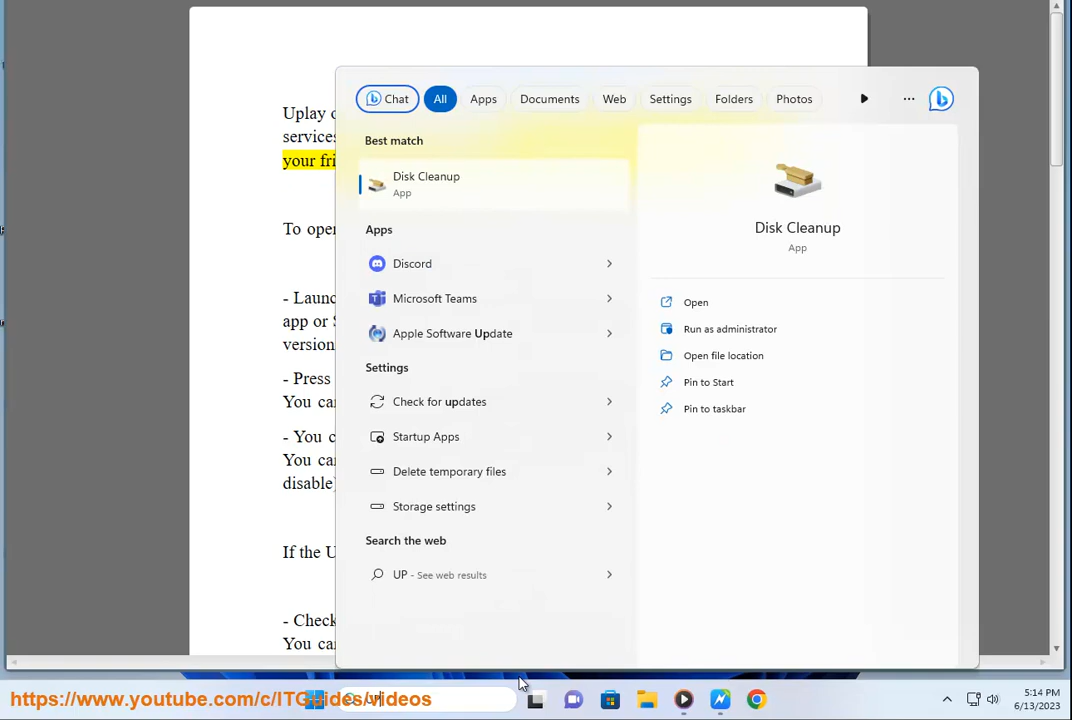 Uplay
services
your fri
To open
- Launc
app or
version
- Press
You can
- You c
You can
disable
If the U
- Check
You can
Chat All Apps Documents Web Settings Folders Photos
Best match
Disk Cleanup
App
Apps
Discord
Microsoft Teams
Apple Software Update
Settings
Check for updates
Startup Apps
Delete temporary files
Storage settings
Search the web
UP - See web results
Disk Cleanup
App
Open
Run as administrator
Open file location
Pin to Start
Pin to taskbar
https://www.youtube.com/c/ITGuides/videos
5:14 PM
6/13/2023